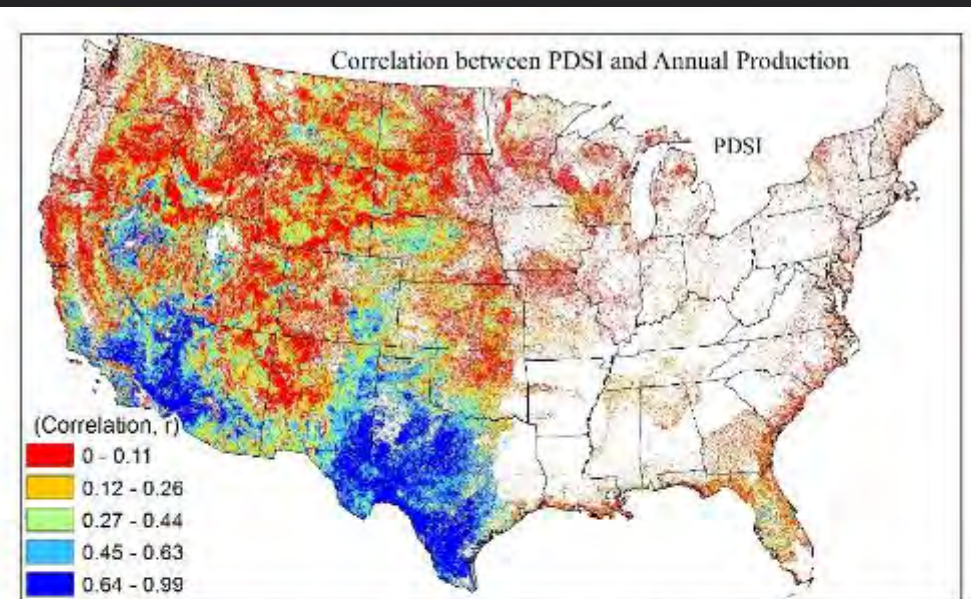 Correlation between PDSI and Annual Production
PDSI
(Correlation, r)
0 - 0.11
0.12 - 0.26
0.27 - 0.44
0.45 - 0.63
0.64 - 0.99